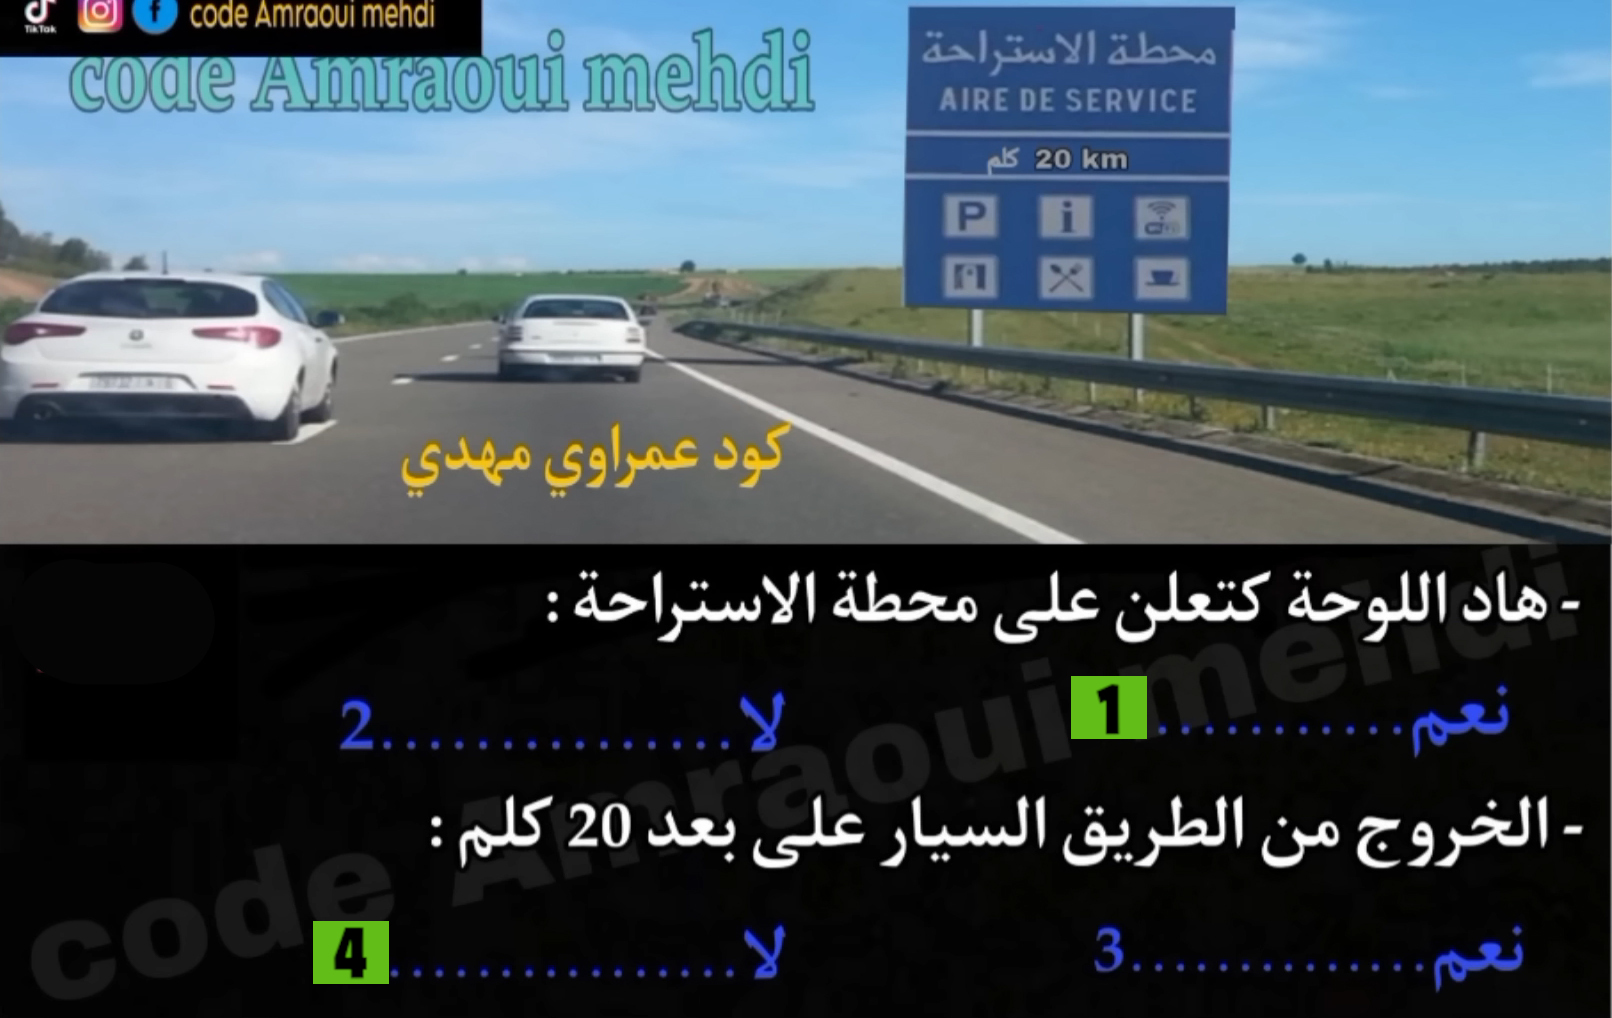 TikTok
code Amraoui mehdi
code Amraoui mehdi
محطة الاستراحة
AIRE DE SERVICE
20 km كلم
P i WiFi
كود عمراوي مهدي
- هاد اللوحة كتعلن على محطة الاستراحة :
نعم............1 لا...............2
- الخروج من الطريق السيار على بعد 20 كلم :
نعم..............3 لا................4
code Amraoui mehdi